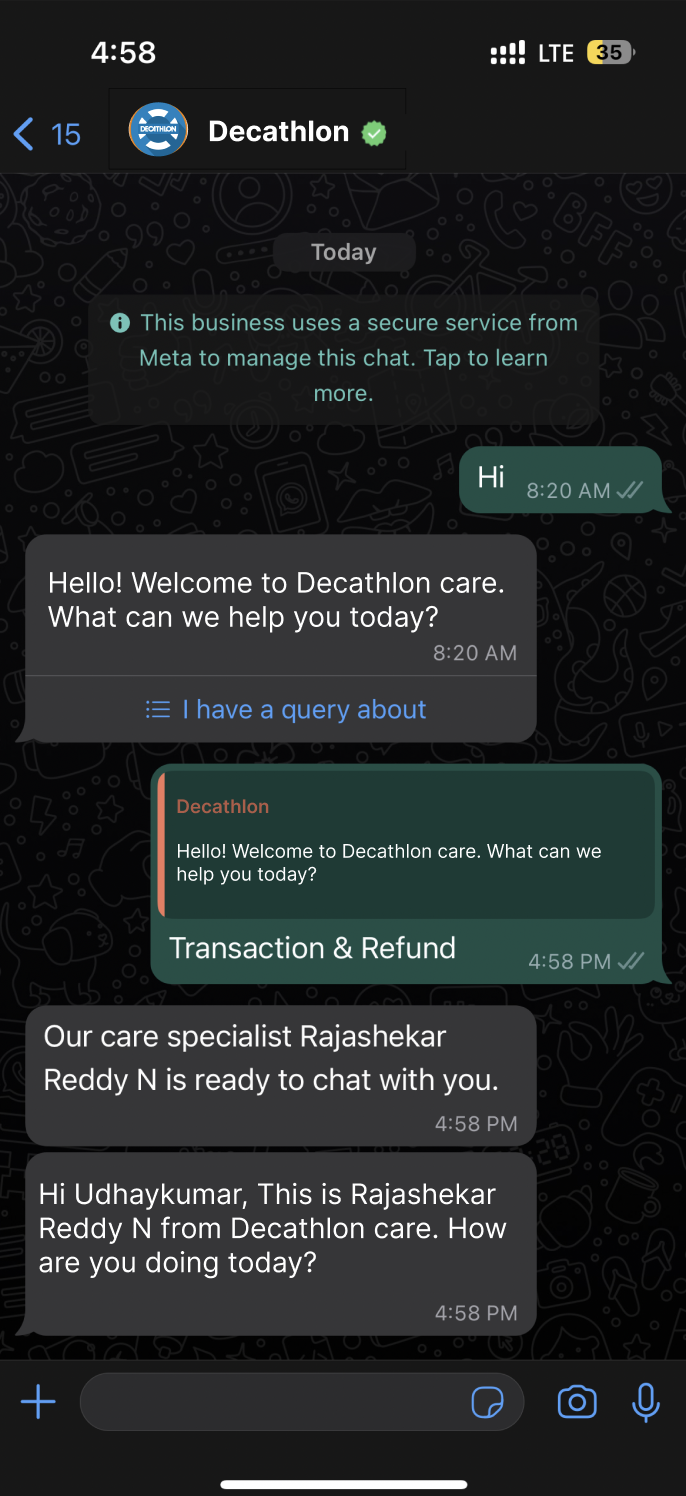 4:58
LTE 35
15
DECATHLON
Decathlon
Today
This business uses a secure service from
Meta to manage this chat. Tap to learn
more.
Hi
8:20 AM
Hello! Welcome to Decathlon care.
What can we help you today?
8:20 AM
I have a query about
Decathlon
Hello! Welcome to Decathlon care. What can we
help you today?
Transaction & Refund
4:58 PM
Our care specialist Rajashekar
Reddy N is ready to chat with you.
4:58 PM
Hi Udhaykumar, This is Rajashekar
Reddy N from Decathlon care. How
are you doing today?
4:58 PM